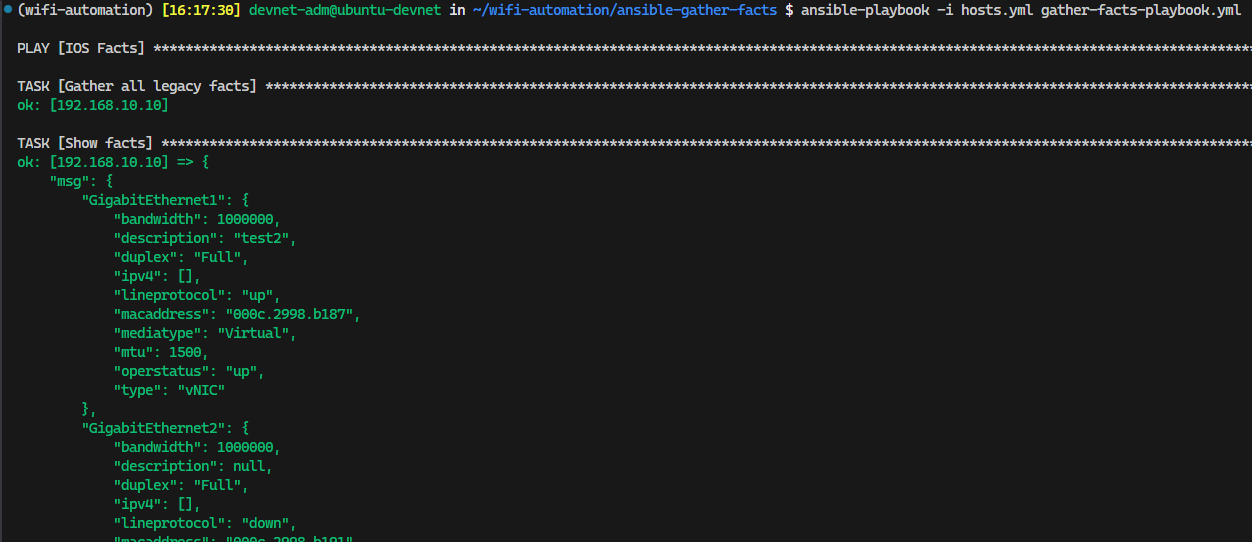 (wifi-automation) [16:17:30] devnet-adm@ubuntu-devnet in ~/wifi-automation/ansible-gather-facts $ ansible-playbook -i hosts.yml gather-facts-playbook.yml
PLAY [IOS Facts] ******************************************************************************************************************************************
TASK [Gather all legacy facts] ****************************************************************************************************************************
ok: [192.168.10.10]
TASK [Show facts] *****************************************************************************************************************************************
ok: [192.168.10.10] => {
    "msg": {
        "GigabitEthernet1": {
            "bandwidth": 1000000,
            "description": "test2",
            "duplex": "Full",
            "ipv4": [],
            "lineprotocol": "up",
            "macaddress": "000c.2998.b187",
            "mediatype": "Virtual",
            "mtu": 1500,
            "operstatus": "up",
            "type": "vNIC"
        },
        "GigabitEthernet2": {
            "bandwidth": 1000000,
            "description": null,
            "duplex": "Full",
            "ipv4": [],
            "lineprotocol": "down",
            "macaddress": "000c.2998.b191"